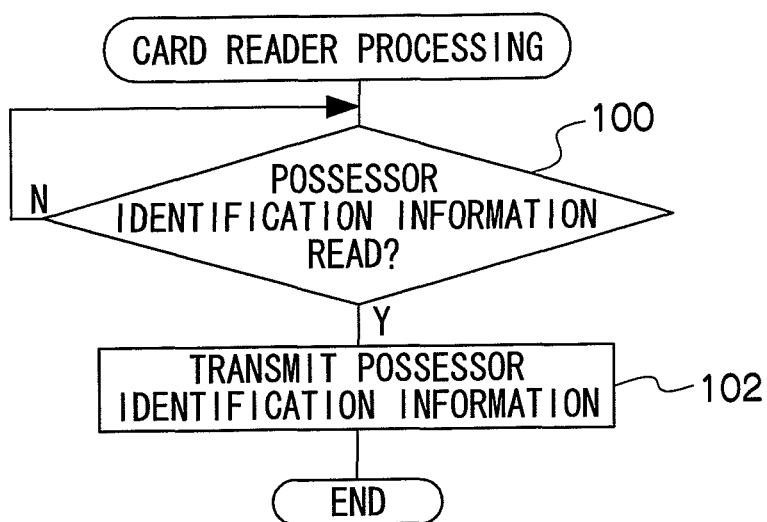 CARD READER PROCESSING
100
POSSESSOR
N
IDENTIFICATION INFORMATION
READ?
Y
TRANSMIT POSSESSOR
IDENTIFICATION INFORMATION
102
END